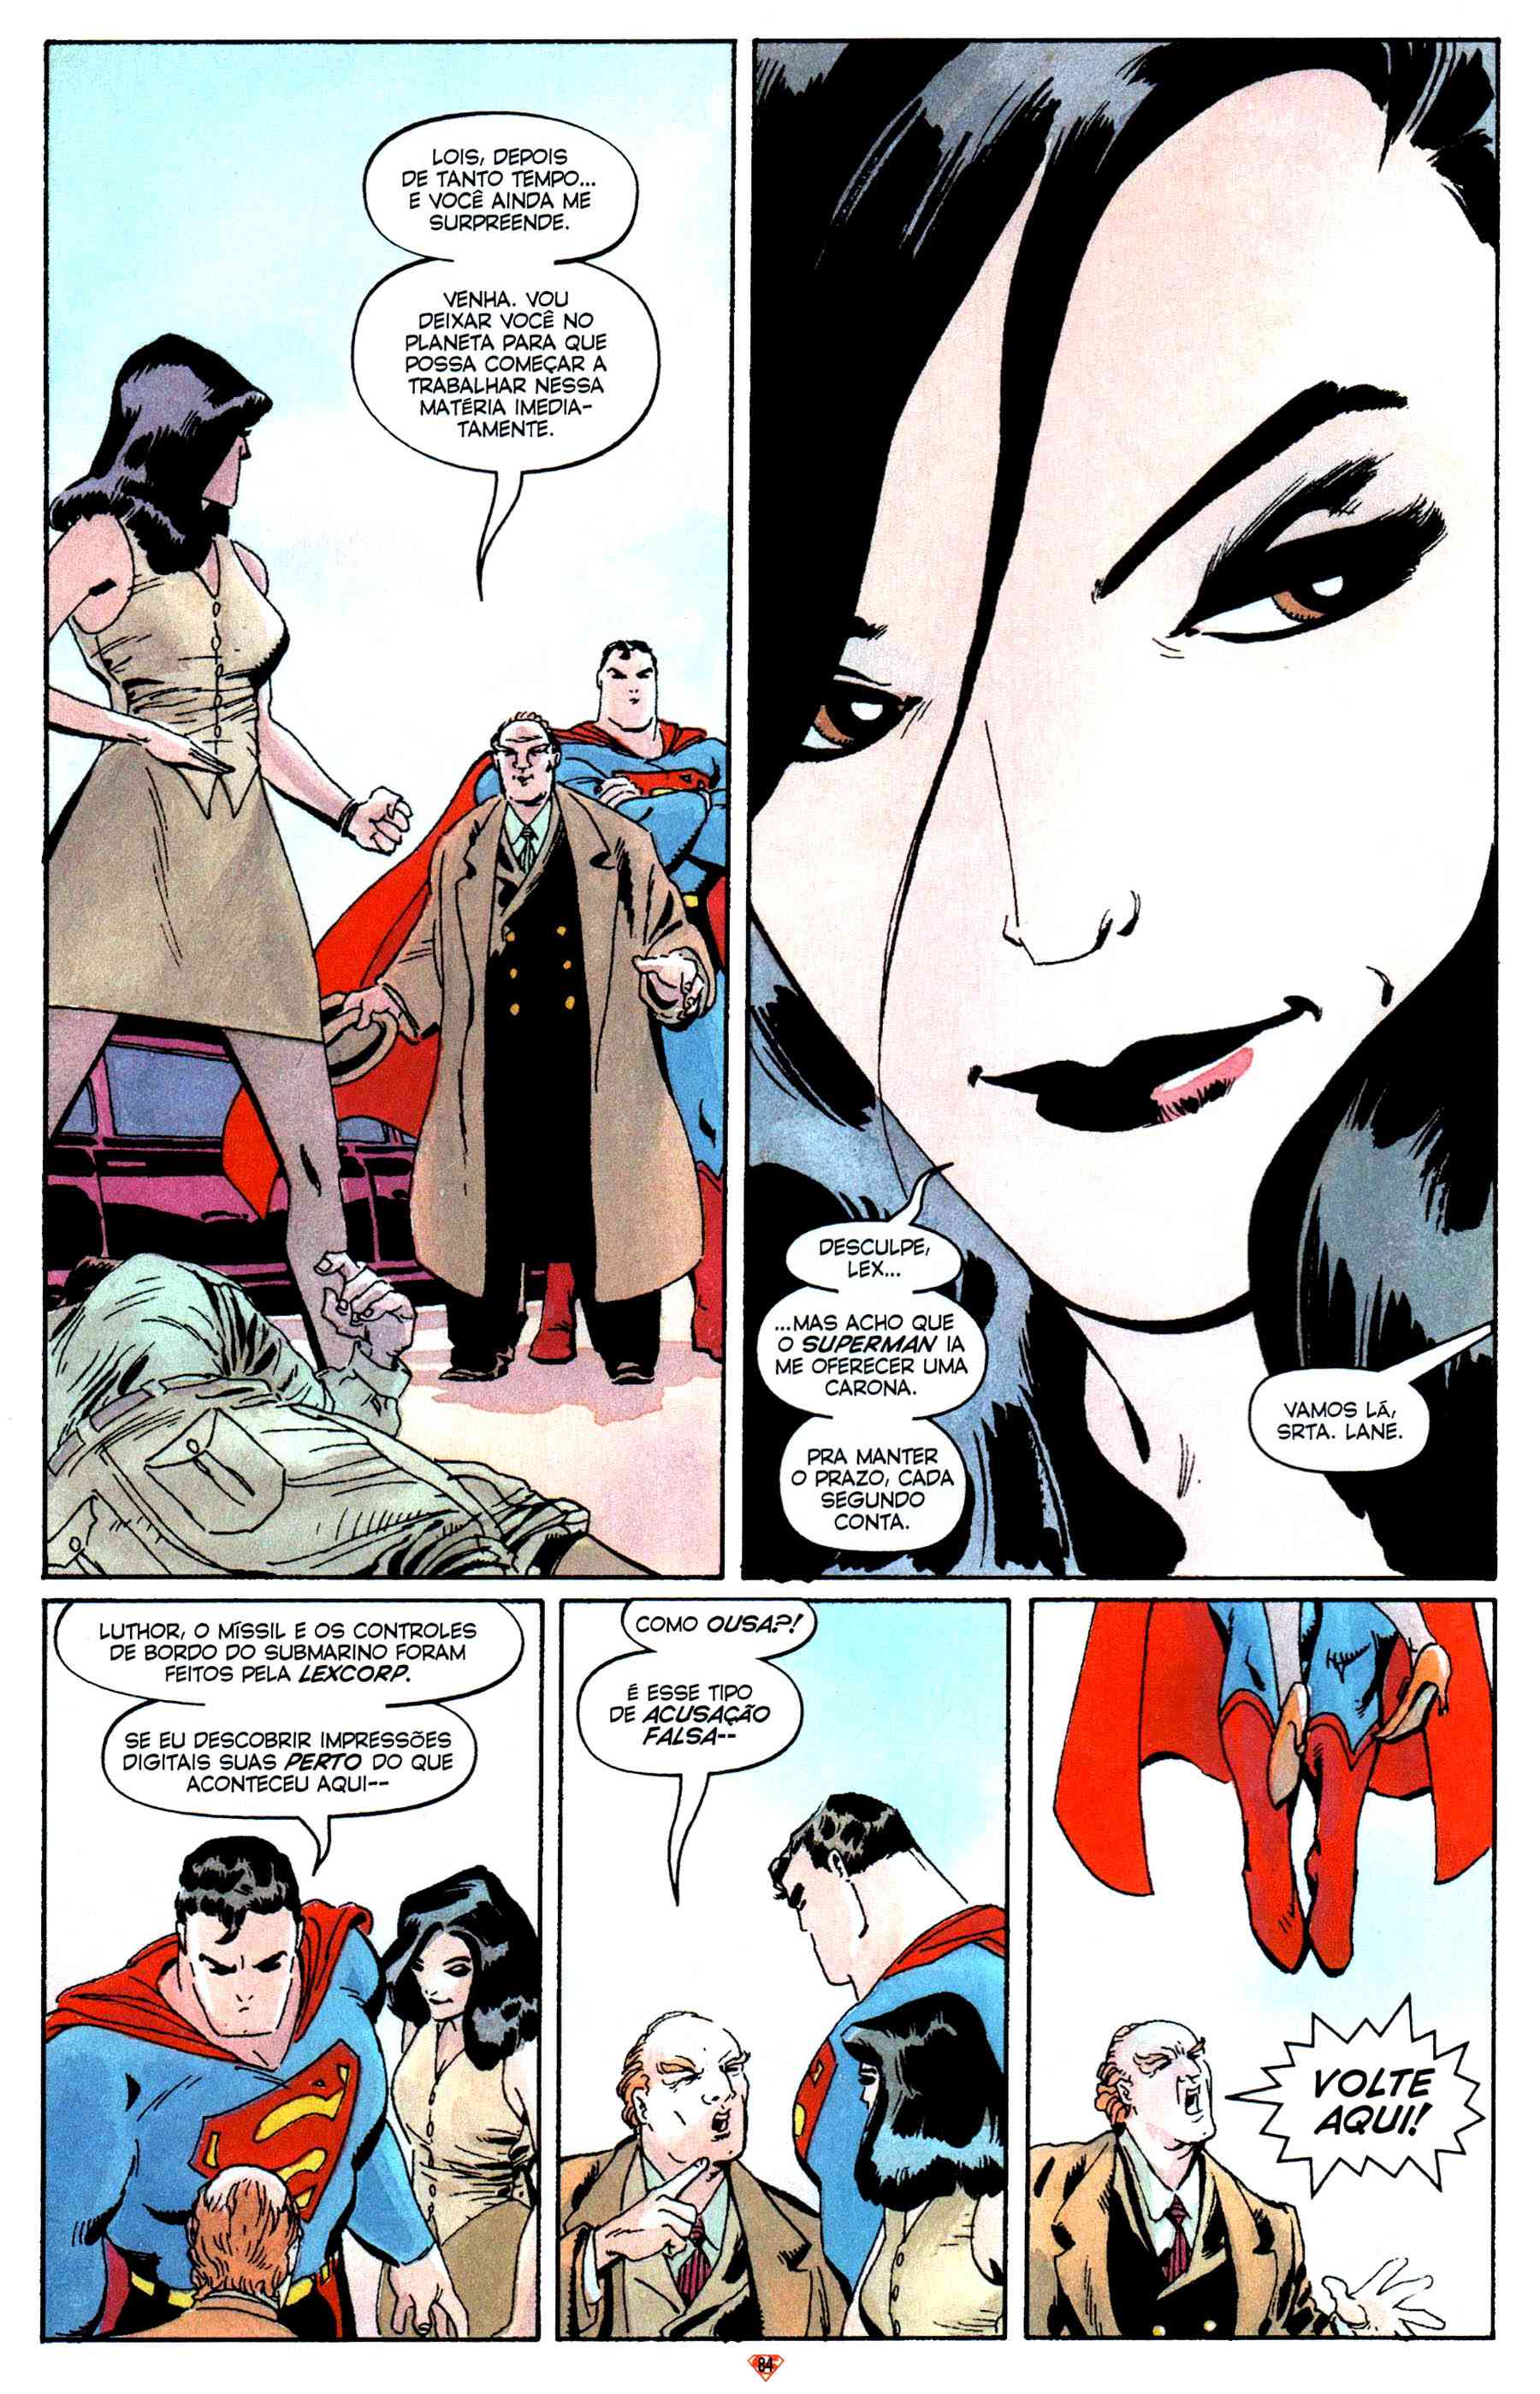 LOIS, DEPOIS
DE TANTO TEMPO...
E VOCÊ AINDA ME
SURPREENDE.
VENHA. VOU
DEIXAR VOCÊ NO
PLANETA PARA QUE
POSSA COMEÇAR A
TRABALHAR NESSA
MATÉRIA IMEDIA-
TAMENTE.
DESCULPE,
LEX...
...MAS ACHO QUE
O SUPERMAN IA
ME OFERECER UMA
CARONA.
PRA MANTER
O PRAZO, CADA
SEGUNDO
CONTA.
VAMOS LÁ,
SRTA. LANE.
LUTHOR, O MÍSSIL E OS CONTROLES
DE BORDO DO SUBMARINO FORAM
FEITOS PELA LEXCORP.
SE EU DESCOBRIR IMPRESSÕES
DIGITAIS SUAS PERTO DO QUE
ACONTECEU AQUI--
COMO OUSA?!
É ESSE TIPO
DE ACUSAÇÃO
FALSA--
VOLTE
AQUI!
84